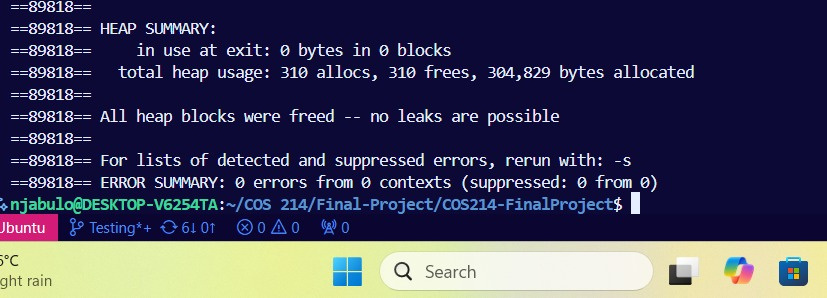 ==89818==
==89818== HEAP SUMMARY:
==89818==     in use at exit: 0 bytes in 0 blocks
==89818==   total heap usage: 310 allocs, 310 frees, 304,829 bytes allocated
==89818==
==89818== All heap blocks were freed -- no leaks are possible
==89818==
==89818== For lists of detected and suppressed errors, rerun with: -s
==89818== ERROR SUMMARY: 0 errors from 0 contexts (suppressed: 0 from 0)
njabulo@DESKTOP-V6254TA:~/COS 214/Final-Project/COS214-FinalProject$
Ubuntu Testing*+ 6↓ 0↑ 0 0 0
°C
Search
rain